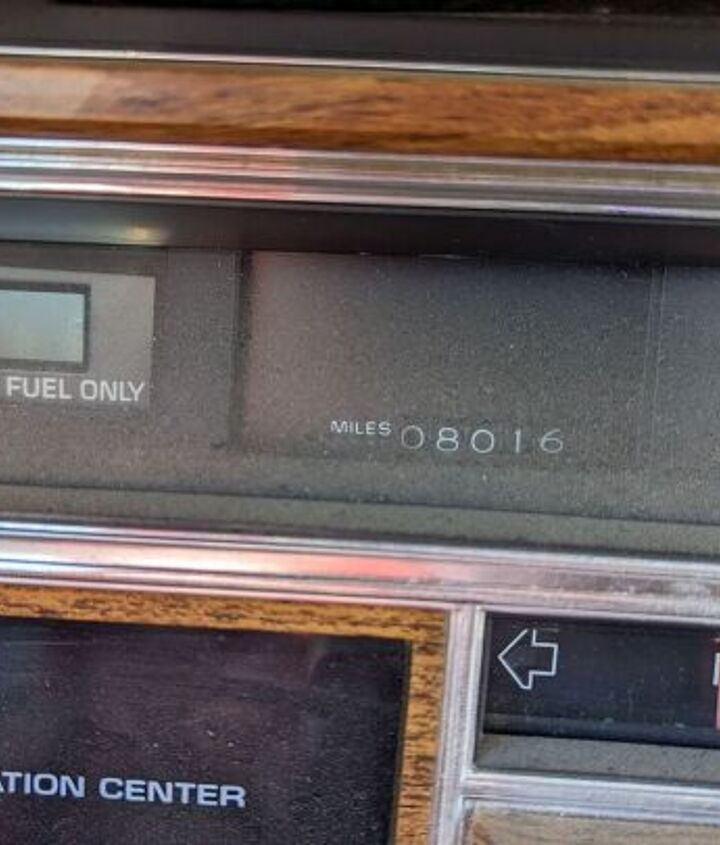 FUEL ONLY
MILES 08016
ATION CENTER